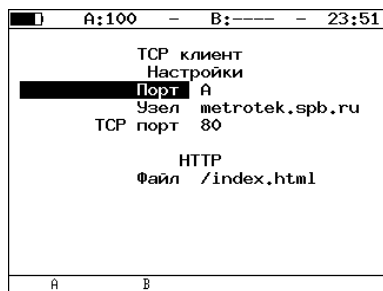 A:100 – B:---- – 23:51
TCP клиент
Настройки
Порт A
Узел metrotek.spb.ru
TCP порт 80
HTTP
Файл /index.html
A B